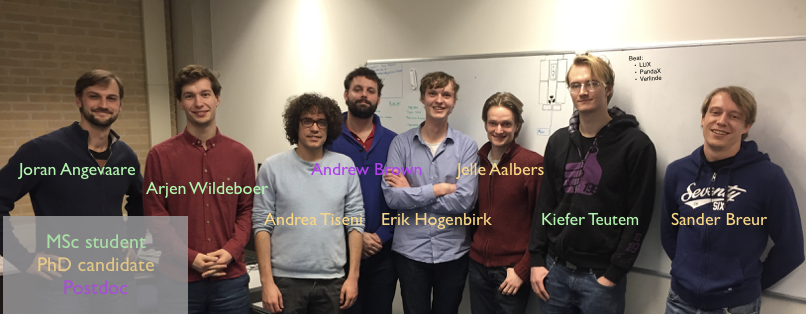 Beat:
• LUX
• PandaX
• Verlinde
Joran Angevaare
Arjen Wildeboer
Andrew Brown
Jelle Aalbers
Andrea Tiseni
Erik Hogenbirk
Kiefer Teutem
Sander Breur
Seventy
SIX
MSc student
PhD candidate
Postdoc